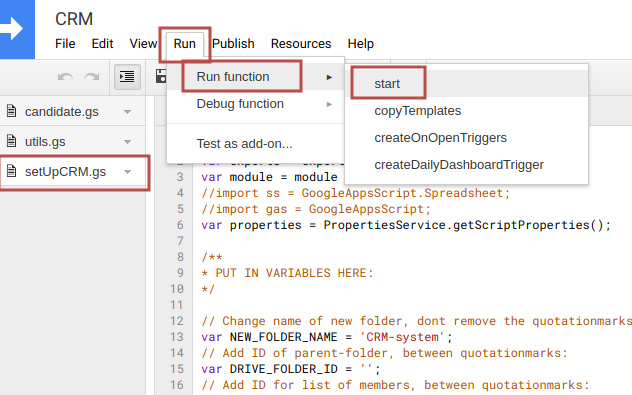 CRM
File Edit View Run Publish Resources Help
Run function
Debug function
Test as add-on...
start
copyTemplates
createOnOpenTriggers
createDailyDashboardTrigger
candidate.gs
utils.gs
setUpCRM.gs
3 var module = module
4 //import ss = GoogleAppsScript.Spreadsheet;
5 //import gas = GoogleAppsScript;
6 var properties = PropertiesService.getScriptProperties();
7
8 /**
9 * PUT IN VARIABLES HERE:
10 */
11
12 // Change name of new folder, dont remove the quotationmarks
13 var NEW_FOLDER_NAME = 'CRM-system';
14 // Add ID of parent-folder, between quotationmarks:
15 var DRIVE_FOLDER_ID = '';
16 // Add ID for list of members, between quotationmarks: